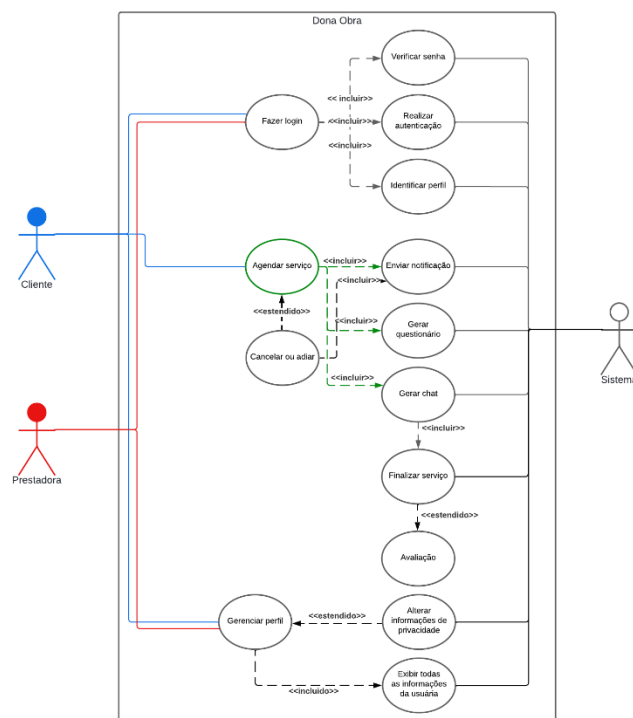 Dona Obra
Verificar senha
<< incluir>>
Fazer login
<<incluir>>
Realizar
autenticação
<<incluir>>
Identificar perfil
Cliente
Agendar serviço
<<incluir>>
Enviar notificação
<<incluir>>
<<estendido>>
<<incluir>>
Gerar
questionário
Cancelar ou adiar
<<incluir>>
Gerar chat
Sistema
<<incluir>>
Prestadora
Finalizar serviço
<<estendido>>
Avaliação
Gerenciar perfil
<<estendido>>
Alterar
informações de
privacidade
<<incluido>>
Exibir todas
as informações
da usuária